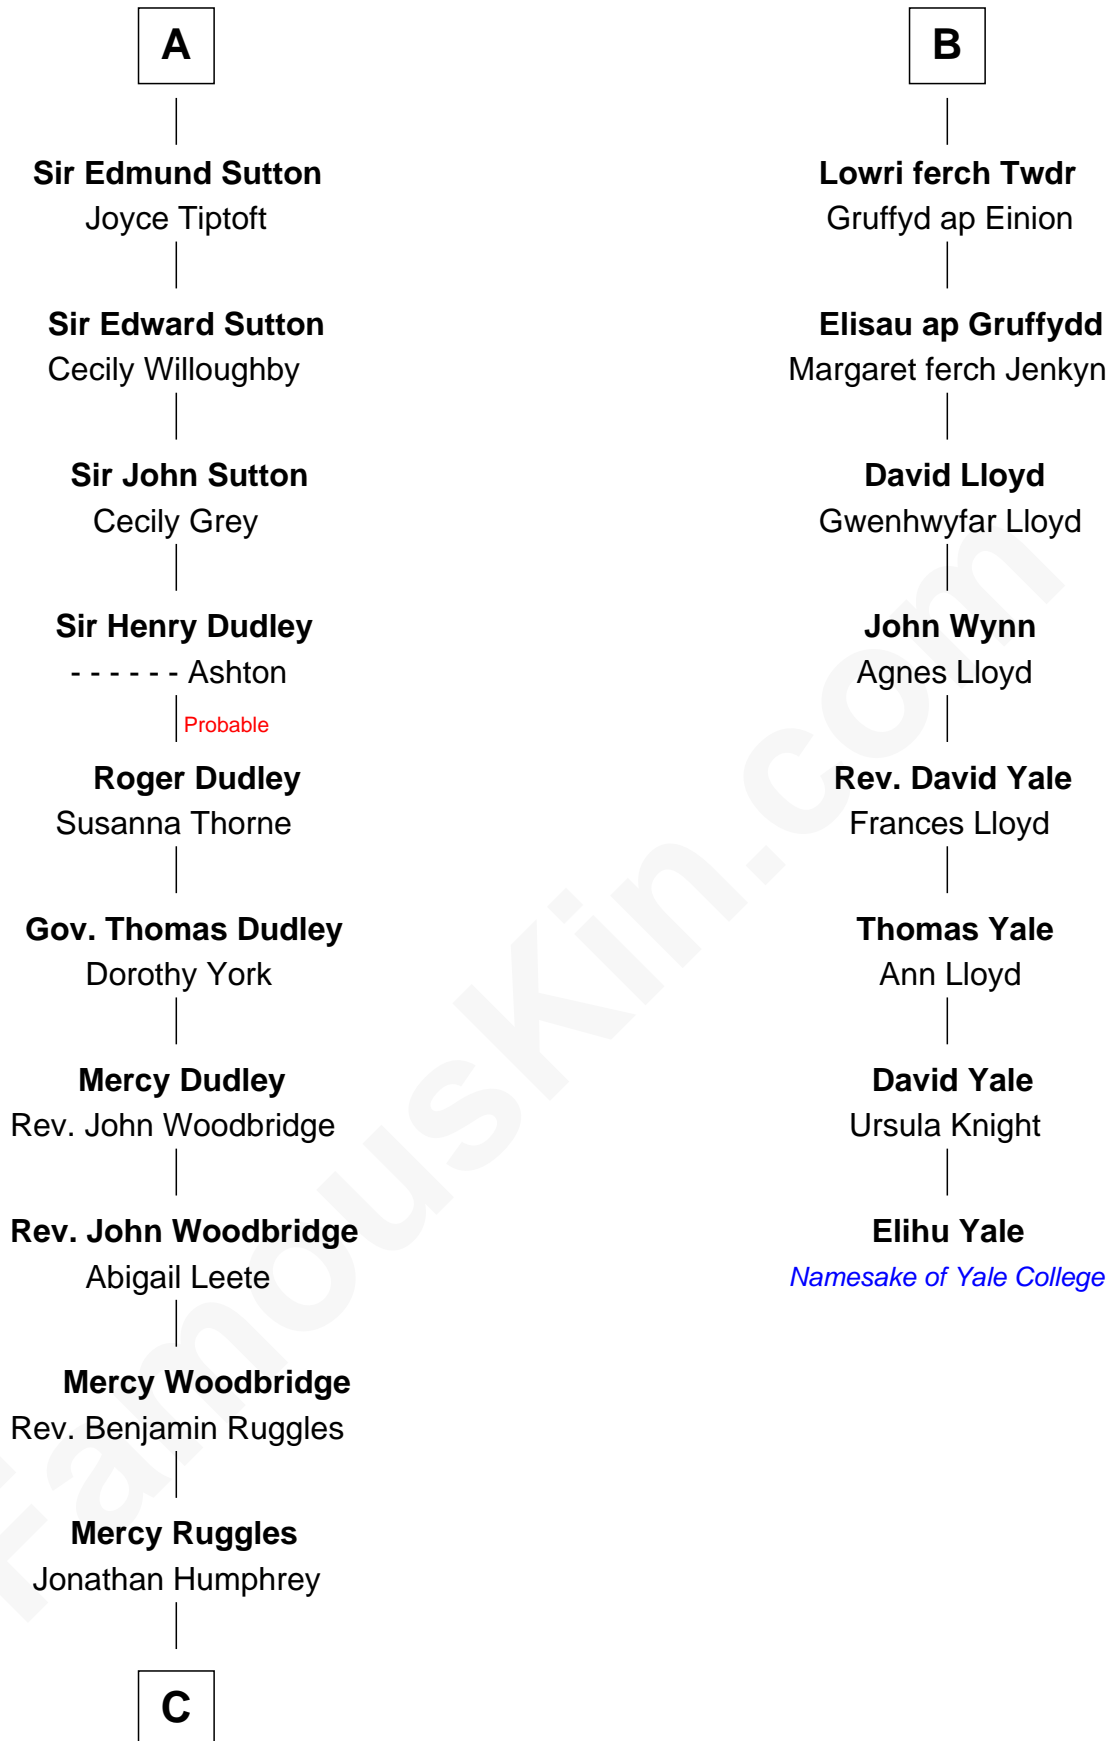 A
Sir Edmund Sutton
Joyce Tiptoft
Sir Edward Sutton
Cecily Willoughby
Sir John Sutton
Cecily Grey
Sir Henry Dudley
- - - - - - Ashton
Probable
Roger Dudley
Susanna Thorne
Gov. Thomas Dudley
Dorothy York
Mercy Dudley
Rev. John Woodbridge
Rev. John Woodbridge
Abigail Leete
Mercy Woodbridge
Rev. Benjamin Ruggles
Mercy Ruggles
Jonathan Humphrey
C
B
Lowri ferch Twdr
Gruffyd ap Einion
Elisau ap Gruffydd
Margaret ferch Jenkyn
David Lloyd
Gwenhwyfar Lloyd
John Wynn
Agnes Lloyd
Rev. David Yale
Frances Lloyd
Thomas Yale
Ann Lloyd
David Yale
Ursula Knight
Elihu Yale
Namesake of Yale College
FamousKin.com